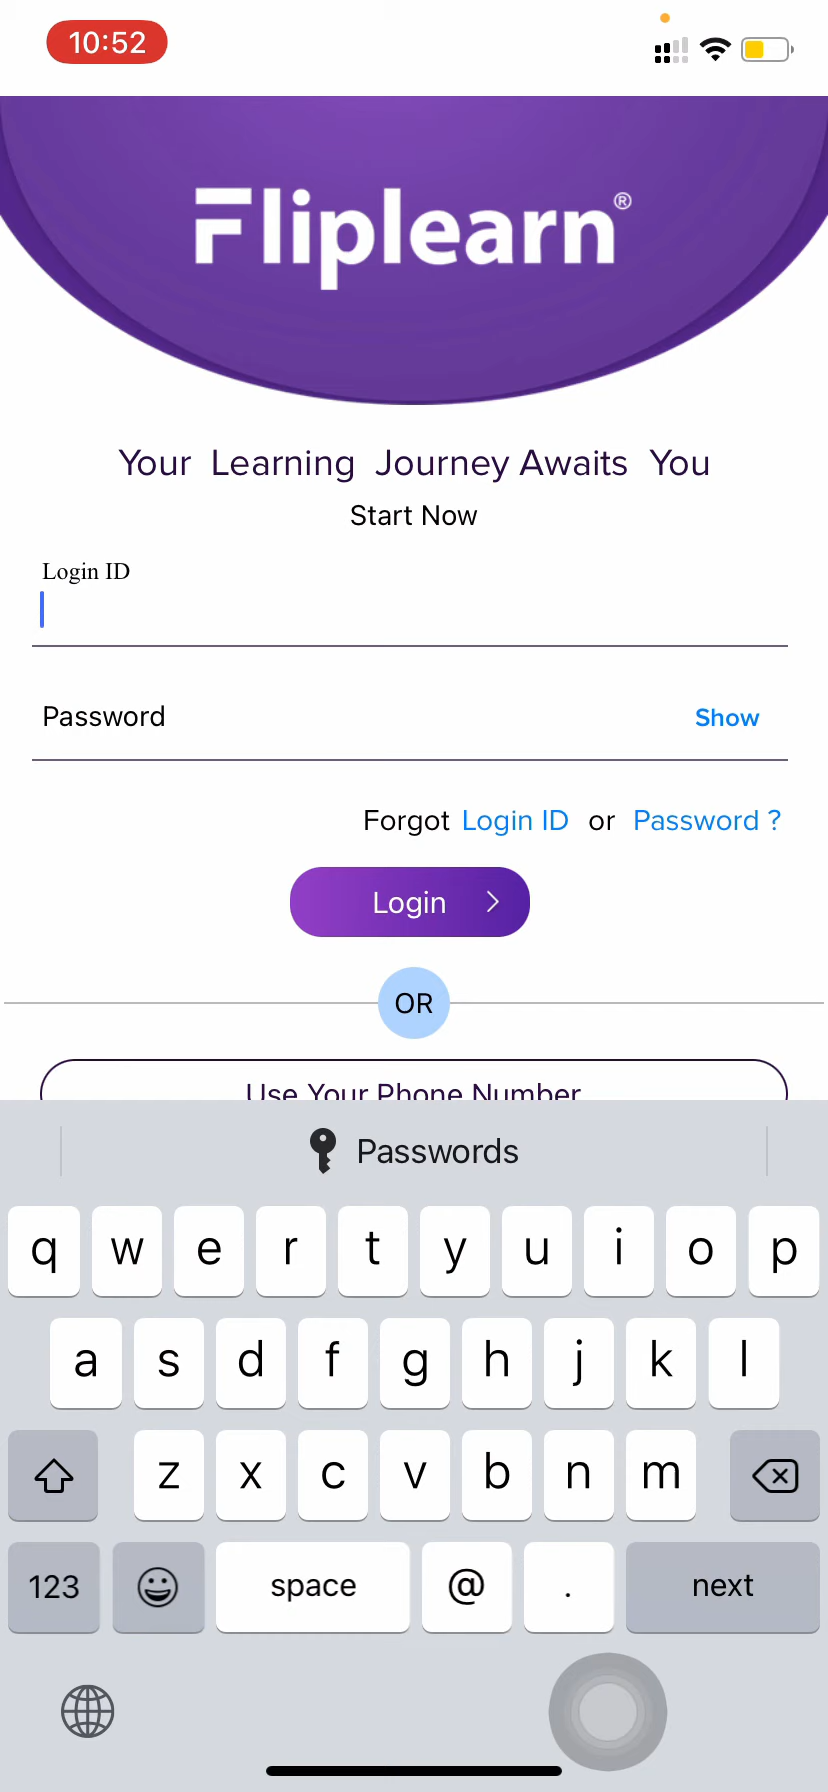 10:52
Fliplearn®
Your Learning Journey Awaits You
Start Now
Login ID
Password Show
Forgot Login ID or Password ?
Login
OR
Use Your Phone Number
Passwords
q w e r t y u i o p
a s d f g h j k l
z x c v b n m
123 space @ . next